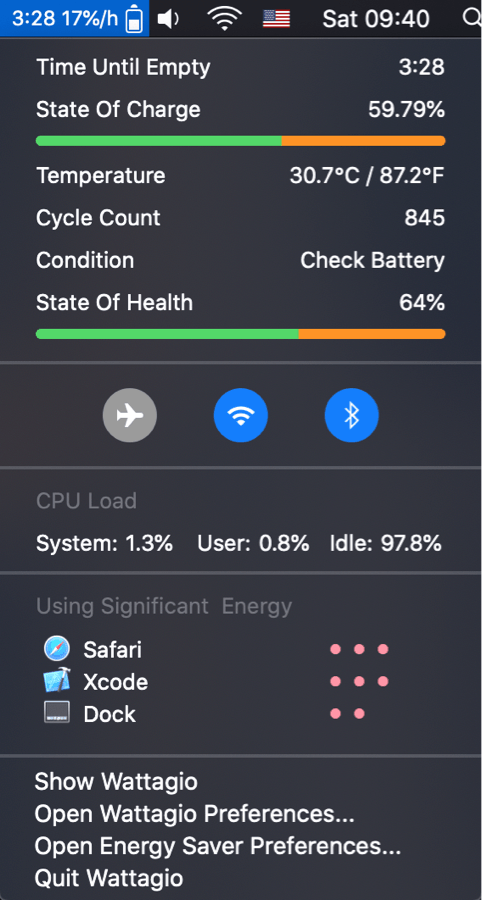 3:28 17%/h Sat 09:40
Time Until Empty 3:28
State Of Charge 59.79%
Temperature 30.7°C / 87.2°F
Cycle Count 845
Condition Check Battery
State Of Health 64%
CPU Load
System: 1.3% User: 0.8% Idle: 97.8%
Using Significant Energy
Safari
Xcode
Dock
Show Wattagio
Open Wattagio Preferences...
Open Energy Saver Preferences...
Quit Wattagio